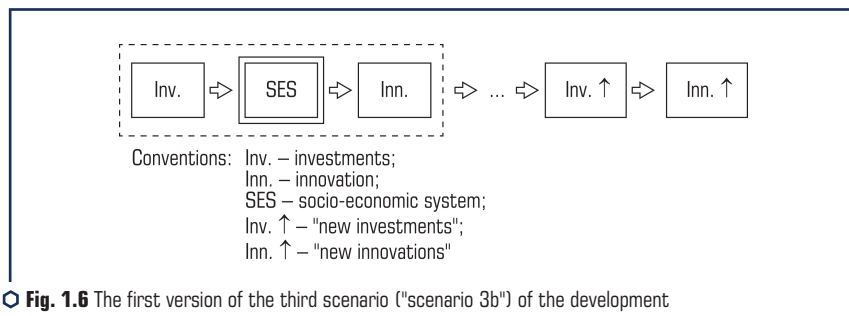 Inv. ⇨ SES ⇨ Inn. ⇨ ... ⇨ Inv. ↑ ⇨ Inn. ↑
Conventions: Inv. – investments;
Inn. – innovation;
SES – socio-economic system;
Inv. ↑ – "new investments";
Inn. ↑ – "new innovations"
Fig. 1.6 The first version of the third scenario ("scenario 3b") of the development